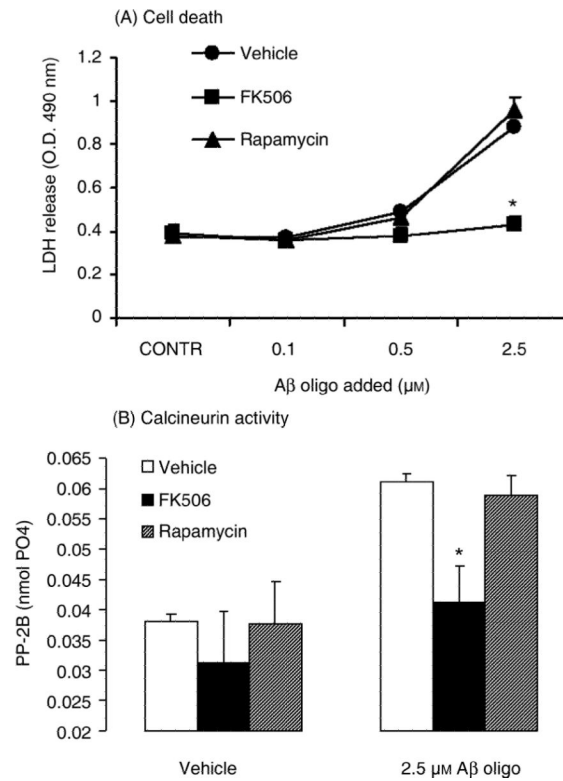 (A) Cell death
Vehicle
FK506
Rapamycin
LDH release (O.D. 490 nm)
1.2
1
0.8
0.6
0.4
0.2
0
*
CONTR 0.1 0.5 2.5
Aβ oligo added (μM)
(B) Calcineurin activity
Vehicle
FK506
Rapamycin
PP-2B (nmol PO4)
0.065
0.06
0.055
0.05
0.045
0.04
0.035
0.03
0.025
0.02
*
Vehicle 2.5 μM Aβ oligo